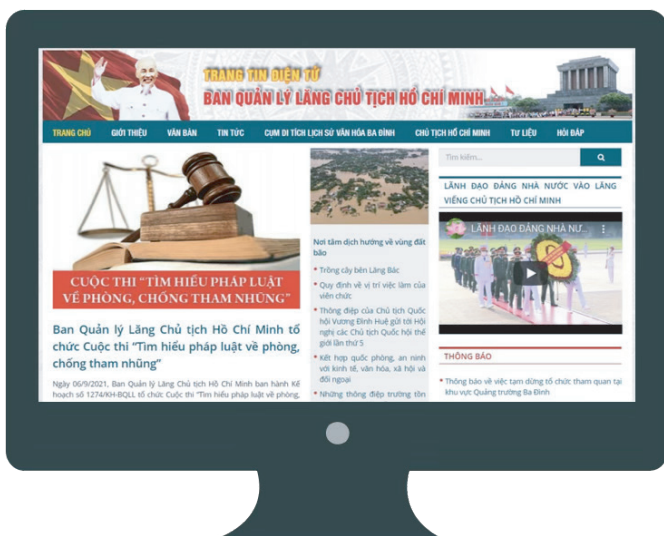 TRANG TIN ĐIỆN TỬ
BAN QUẢN LÝ LĂNG CHỦ TỊCH HỒ CHÍ MINH
TRANG CHỦ GIỚI THIỆU VĂN BẢN TIN TỨC CỤM DI TÍCH LỊCH SỬ VĂN HÓA BA ĐÌNH CHỦ TỊCH HỒ CHÍ MINH TƯ LIỆU HỎI ĐÁP
CUỘC THI “TÌM HIỂU PHÁP LUẬT
VỀ PHÒNG, CHỐNG THAM NHŨNG”
Ban Quản lý Lăng Chủ tịch Hồ Chí Minh tổ
chức Cuộc thi “Tìm hiểu pháp luật về phòng,
chống tham nhũng”
Ngày 06/9/2021, Ban Quản lý Lăng Chủ tịch Hồ Chí Minh ban hành Kế
hoạch số 1274/KH-BQLL tổ chức Cuộc thi “Tìm hiểu pháp luật về phòng,
Nơi tâm dịch hướng về vùng đất
bão
* Trồng cây bên Lăng Bác
* Quy định về vị trí việc làm của
viên chức
* Thông điệp của Chủ tịch Quốc
hội Vương Đình Huệ gửi tới Hội
nghị các Chủ tịch Quốc hội thế
giới lần thứ 5
* Kết hợp quốc phòng, an ninh
với kinh tế, văn hóa, xã hội và
đối ngoại
* Những thông điệp trường tồn
Tìm kiếm...
LÃNH ĐẠO ĐẢNG NHÀ NƯỚC VÀO LĂNG
VIẾNG CHỦ TỊCH HỒ CHÍ MINH
LÃNH ĐẠO ĐẢNG NHÀ NƯ...
THÔNG BÁO
* Thông báo về việc tạm dừng tổ chức tham quan tại
khu vực Quảng trường Ba Đình